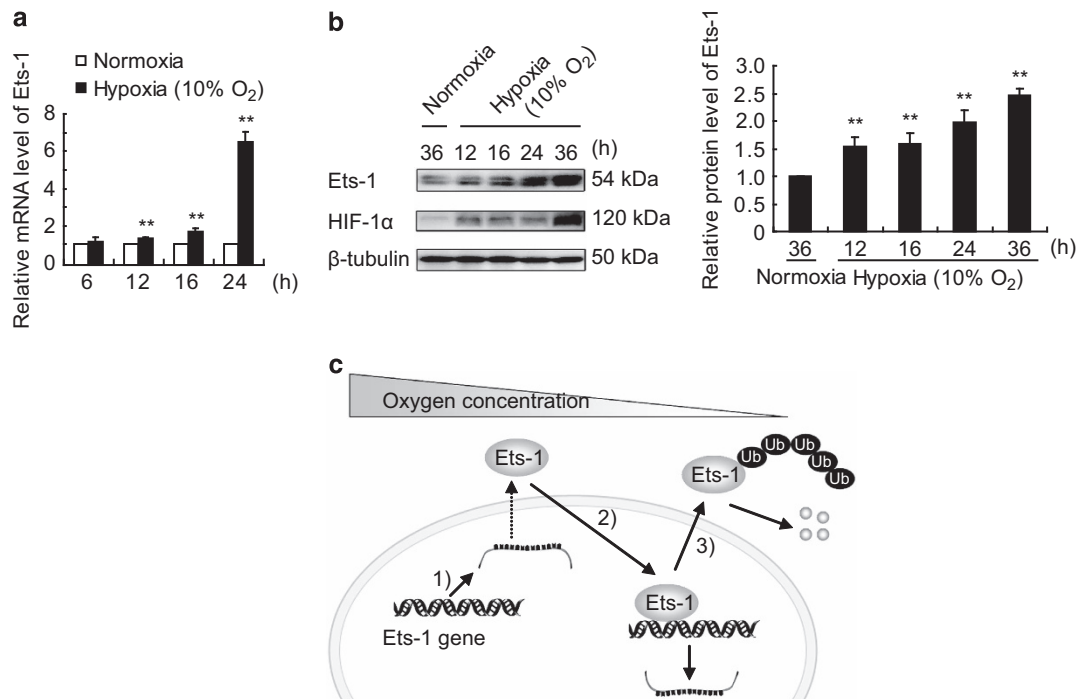 a
Relative mRNA level of Ets-1
Normoxia
Hypoxia (10% O2)
8
6
4
2
0
**
**
**
6 12 16 24 (h)
b
Normoxia
Hypoxia
(10% O2)
36 12 16 24 36 (h)
Ets-1 54 kDa
HIF-1α 120 kDa
β-tubulin 50 kDa
Relative protein level of Ets-1
3.0
2.5
2.0
1.5
1.0
0.5
0.0
**
**
**
**
36 12 16 24 36 (h)
Normoxia Hypoxia (10% O2)
c
Oxygen concentration
Ets-1
Ets-1
Ub
Ub
Ub
Ub
Ub
2)
3)
1)
Ets-1
Ets-1 gene